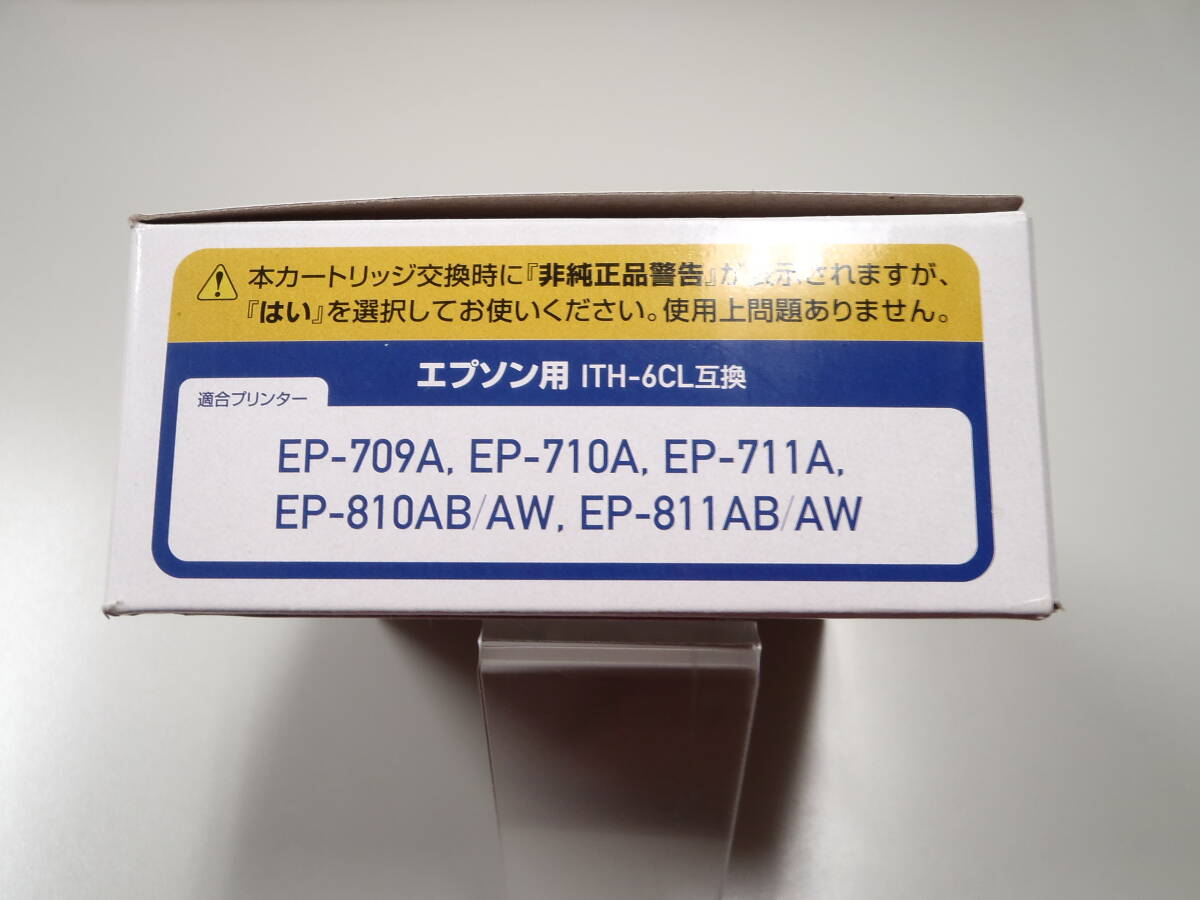 本カートリッジ交換時に『非純正品警告』が表示されますが、
『はい』を選択してお使いください。使用上問題ありません。
エプソン用 ITH-6CL互換
適合プリンター
EP-709A, EP-710A, EP-711A,
EP-810AB/AW, EP-811AB/AW